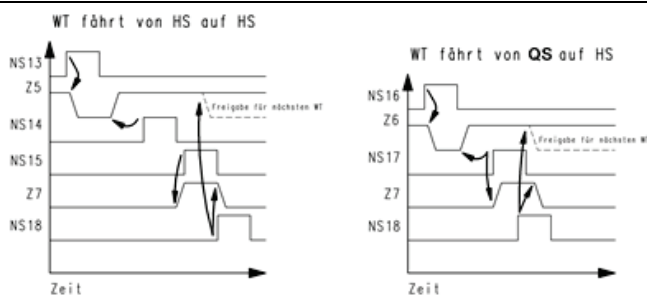 WT fährt von HS auf HS
NS13
Z5
Freigabe für nächsten WT
NS14
NS15
Z7
NS18
Zeit
WT fährt von QS auf HS
NS16
Z6
Freigabe für nächsten WT
NS17
Z7
NS18
Zeit